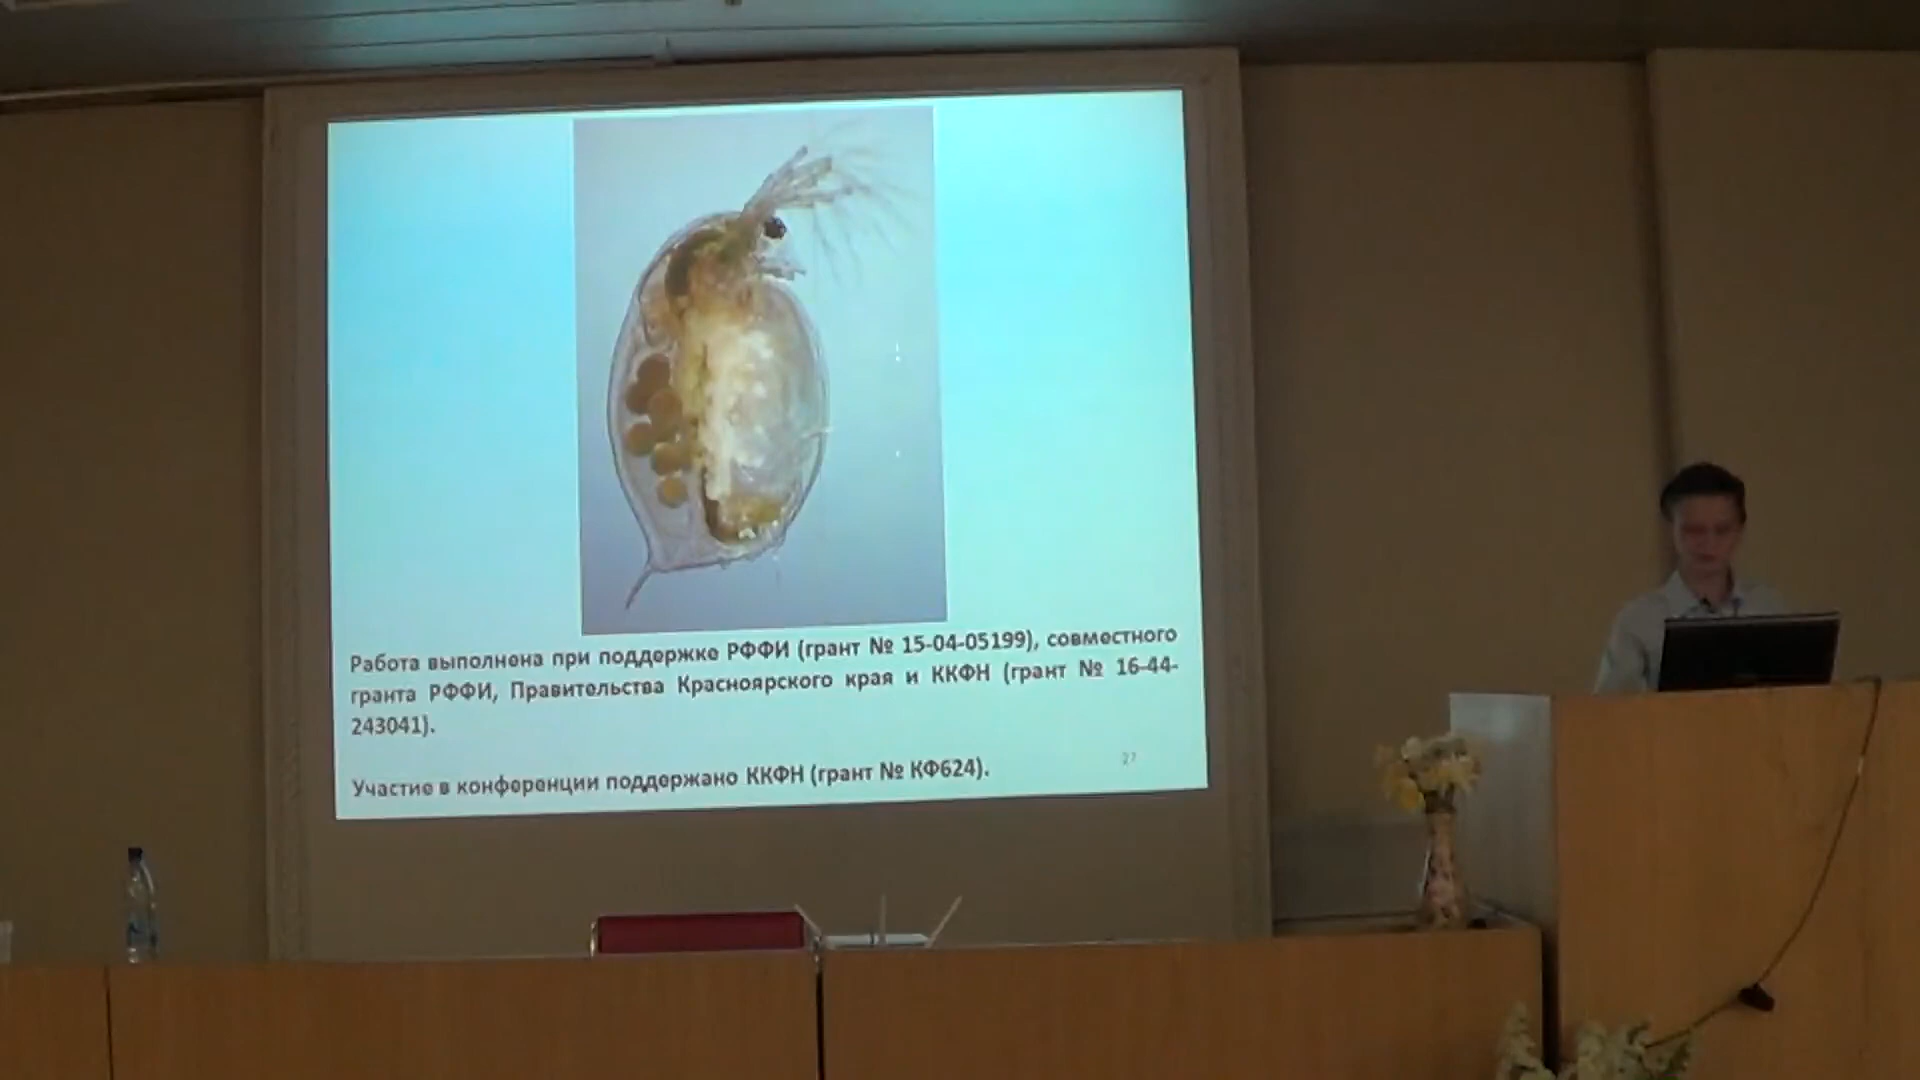 Работа выполнена при поддержке РФФИ (грант № 15-04-05199), совместного
гранта РФФИ, Правительства Красноярского края и ККФН (грант № 16-44-
243041).
Участие в конференции поддержано ККФН (грант № КФ624).
27